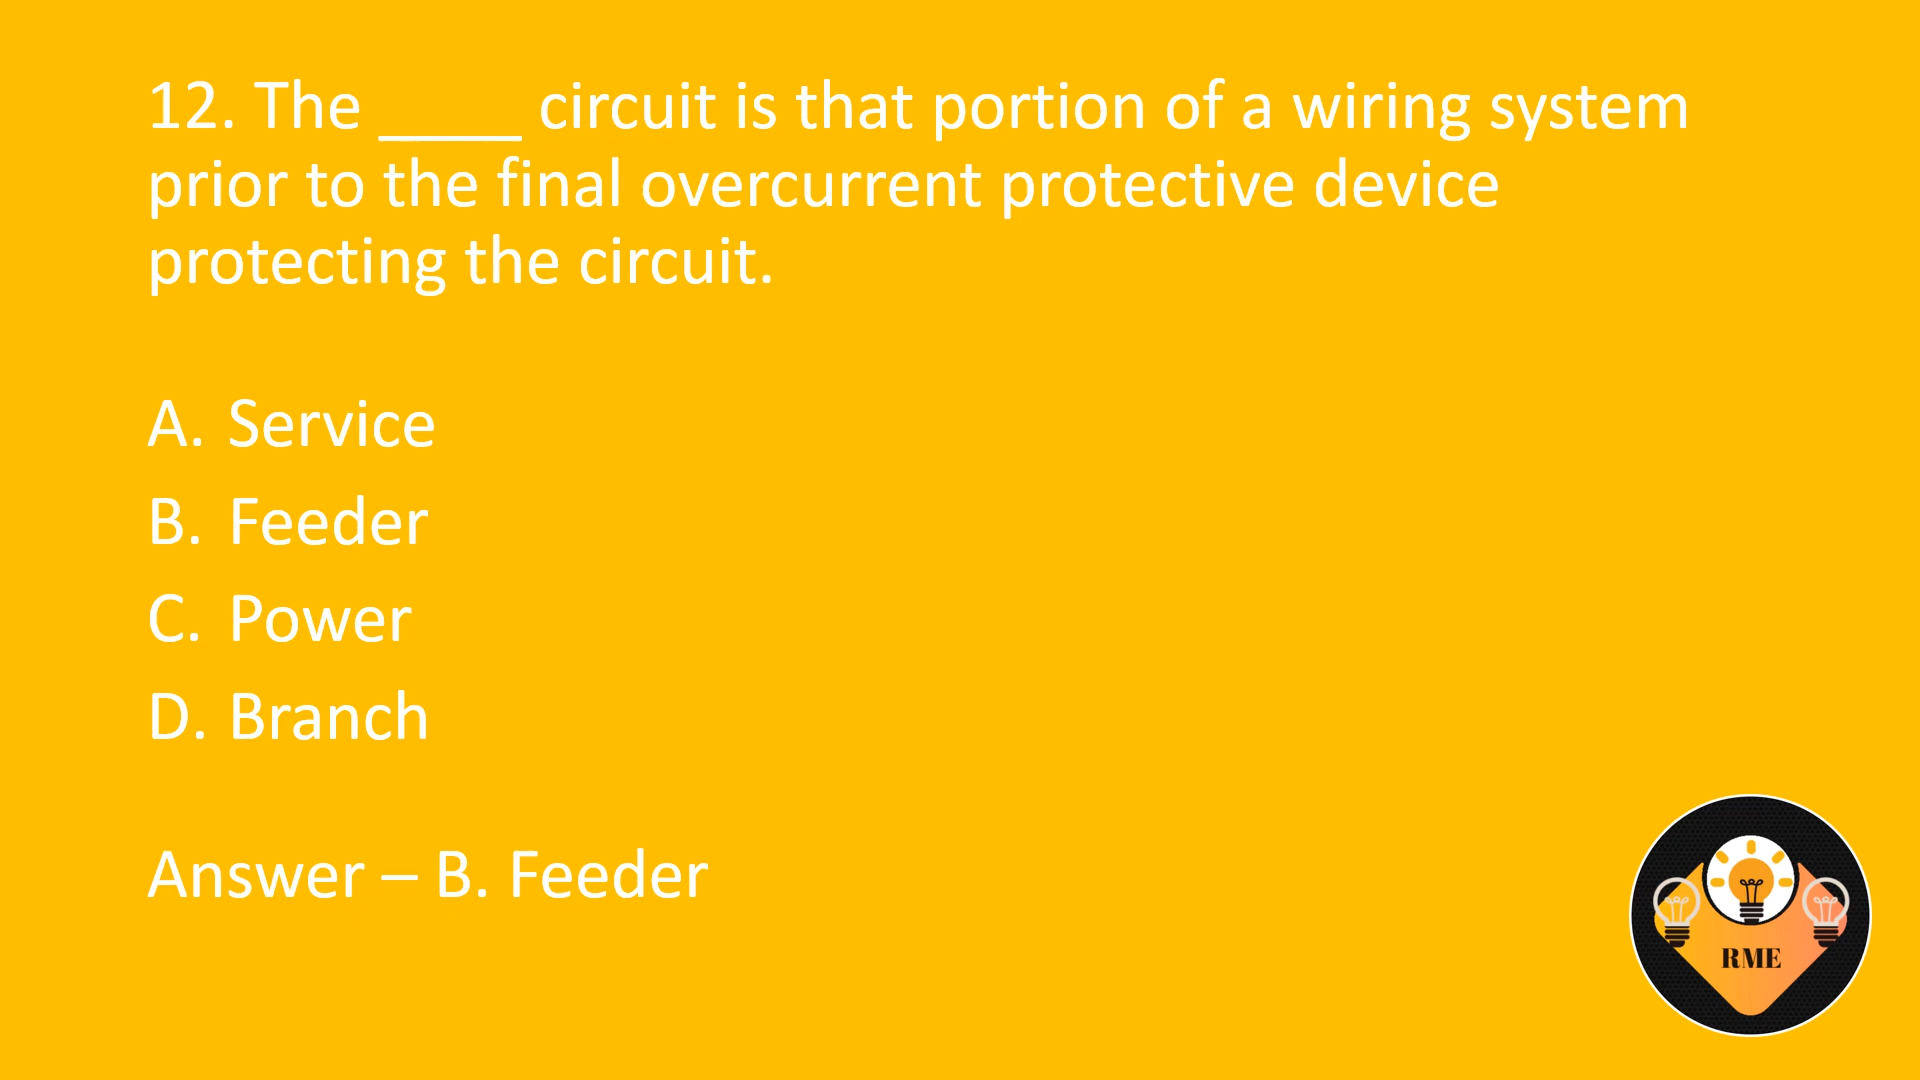 12. The ____ circuit is that portion of a wiring system
prior to the final overcurrent protective device
protecting the circuit.
A. Service
B. Feeder
C. Power
D. Branch
Answer – B. Feeder
RME